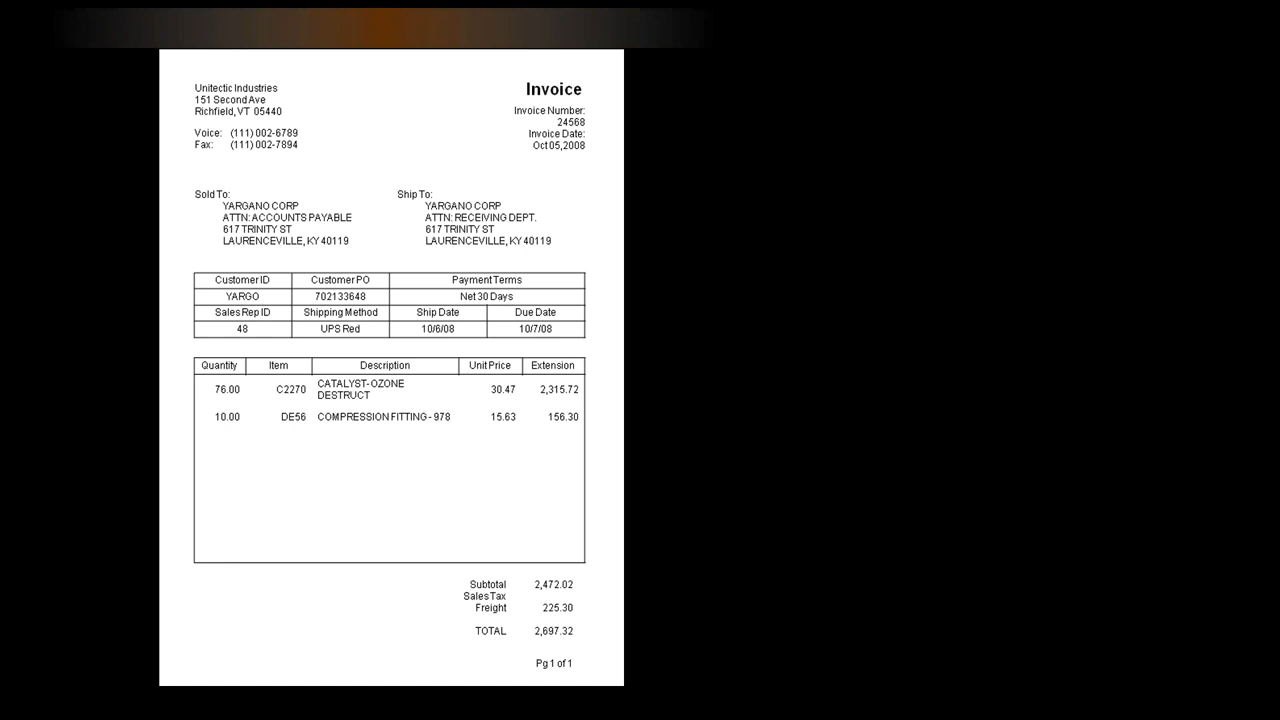 Unitectic Industries
151 Second Ave
Richfield, VT 05440
Voice: (111) 002-6789
Fax: (111) 002-7894
Invoice
Invoice Number:
24568
Invoice Date:
Oct 05, 2008
Sold To:
YARGANO CORP
ATTN: ACCOUNTS PAYABLE
617 TRINITY ST
LAURENCEVILLE, KY 40119
Ship To:
YARGANO CORP
ATTN: RECEIVING DEPT.
617 TRINITY ST
LAURENCEVILLE, KY 40119
Customer ID Customer PO Payment Terms
YARGO 702133648 Net 30 Days
Sales Rep ID Shipping Method Ship Date Due Date
48 UPS Red 10/6/08 10/7/08
Quantity Item Description Unit Price Extension
76.00 C2270 CATALYST-OZONE DESTRUCT 30.47 2,315.72
10.00 DE56 COMPRESSION FITTING - 978 15.63 156.30
Subtotal 2,472.02
Sales Tax
Freight 225.30
TOTAL 2,697.32
Pg 1 of 1